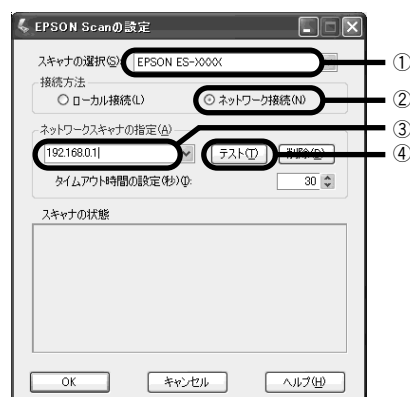 EPSON Scanの設定
スキャナの選択(S): EPSON ES-XXXX ①
接続方法
ローカル接続(L) ネットワーク接続(N) ②
ネットワークスキャナの指定(A) ③
192.168.0.1 テスト(T) 削除(D) ④
タイムアウト時間の設定(秒)(I): 30
スキャナの状態
OK キャンセル ヘルプ(H)